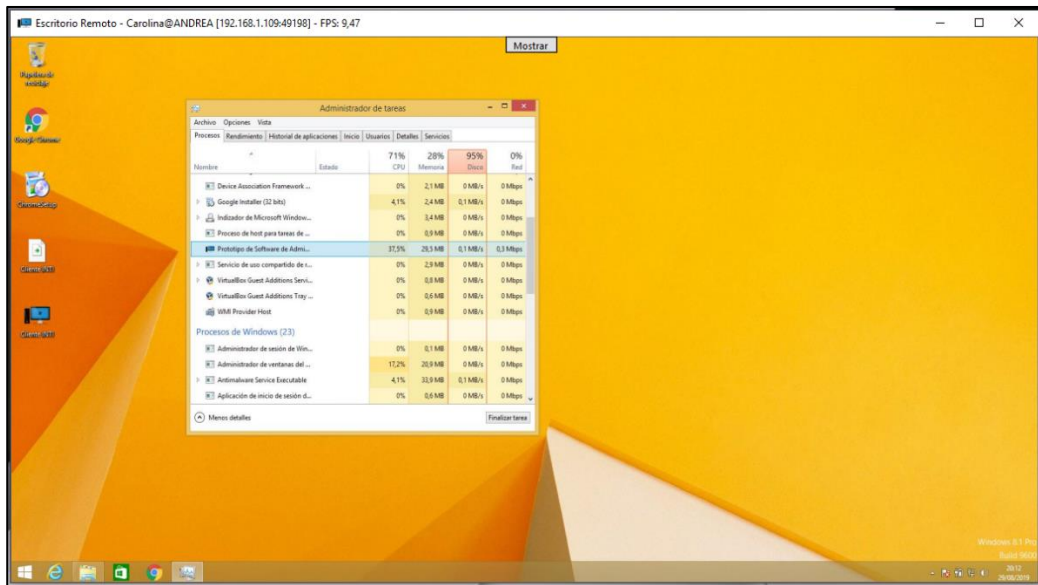 Escritorio Remoto - Carolina@ANDREA [192.168.1.109:49198] - FPS: 9,47
Mostrar
Papelera de
reciclaje
Google Chrome
ChromeSetup
Cliente
Cliente
Administrador de tareas
Archivo Opciones Vista
Procesos Rendimiento Historial de aplicaciones Inicio Usuarios Detalles Servicios
71% 28% 95% 0%
Nombre Estado CPU Memoria Disco Red
Device Association Framework ... 0% 2,1 MB 0 MB/s 0 Mbps
Google Installer (32 bits) 4,1% 2,4 MB 0,1 MB/s 0 Mbps
Indizador de Microsoft Window... 0% 3,4 MB 0 MB/s 0 Mbps
Proceso de host para tareas de ... 0% 0,9 MB 0 MB/s 0 Mbps
Prototipo de Software de Admi... 37,5% 29,5 MB 0,1 MB/s 0,3 Mbps
Servicio de uso compartido de r... 0% 2,9 MB 0 MB/s 0 Mbps
VirtualBox Guest Additions Servi... 0% 0,8 MB 0 MB/s 0 Mbps
VirtualBox Guest Additions Tray ... 0% 0,6 MB 0 MB/s 0 Mbps
WMI Provider Host 0% 0,9 MB 0 MB/s 0 Mbps
Procesos de Windows (23)
Administrador de sesión de Win... 0% 0,1 MB 0 MB/s 0 Mbps
Administrador de ventanas del ... 17,2% 20,9 MB 0 MB/s 0 Mbps
Antimalware Service Executable 4,1% 33,9 MB 0,1 MB/s 0 Mbps
Aplicación de inicio de sesión d... 0% 0,6 MB 0 MB/s 0 Mbps
Menos detalles
Finalizar tarea
Windows 8.1 Pro
Build 9600
20:12
29/08/2019